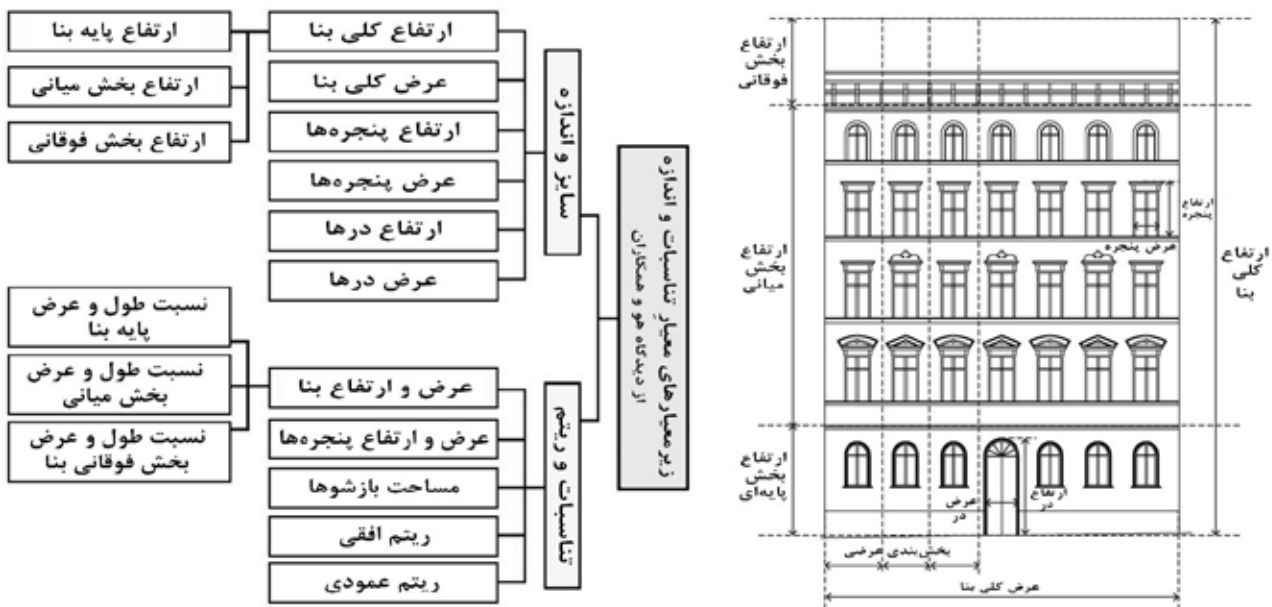 ارتفاع
بخش
فوقانی
ارتفاع
بخش
میانی
ارتفاع
بخش
پایه‌ای
ارتفاع
کلی
بنا
ارتفاع
پنجره
عرض پنجره
عرض
در
ارتفاع
در
بخش‌بندی عرضی
عرض کلی بنا
زیرمعیارهای معیارِ تناسبات و اندازه
از دیدگاه هو و همکاران
سایز و اندازه
ارتفاع کلی بنا
عرض کلی بنا
ارتفاع پنجره‌ها
عرض پنجره‌ها
ارتفاع درها
عرض درها
ارتفاع پایه بنا
ارتفاع بخش میانی
ارتفاع بخش فوقانی
تناسبات و ریتم
عرض و ارتفاع بنا
عرض و ارتفاع پنجره‌ها
مساحت بازشوها
ریتم افقی
ریتم عمودی
نسبت طول و عرض
پایه بنا
نسبت طول و عرض
بخش میانی
نسبت طول و عرض
بخش فوقانی بنا